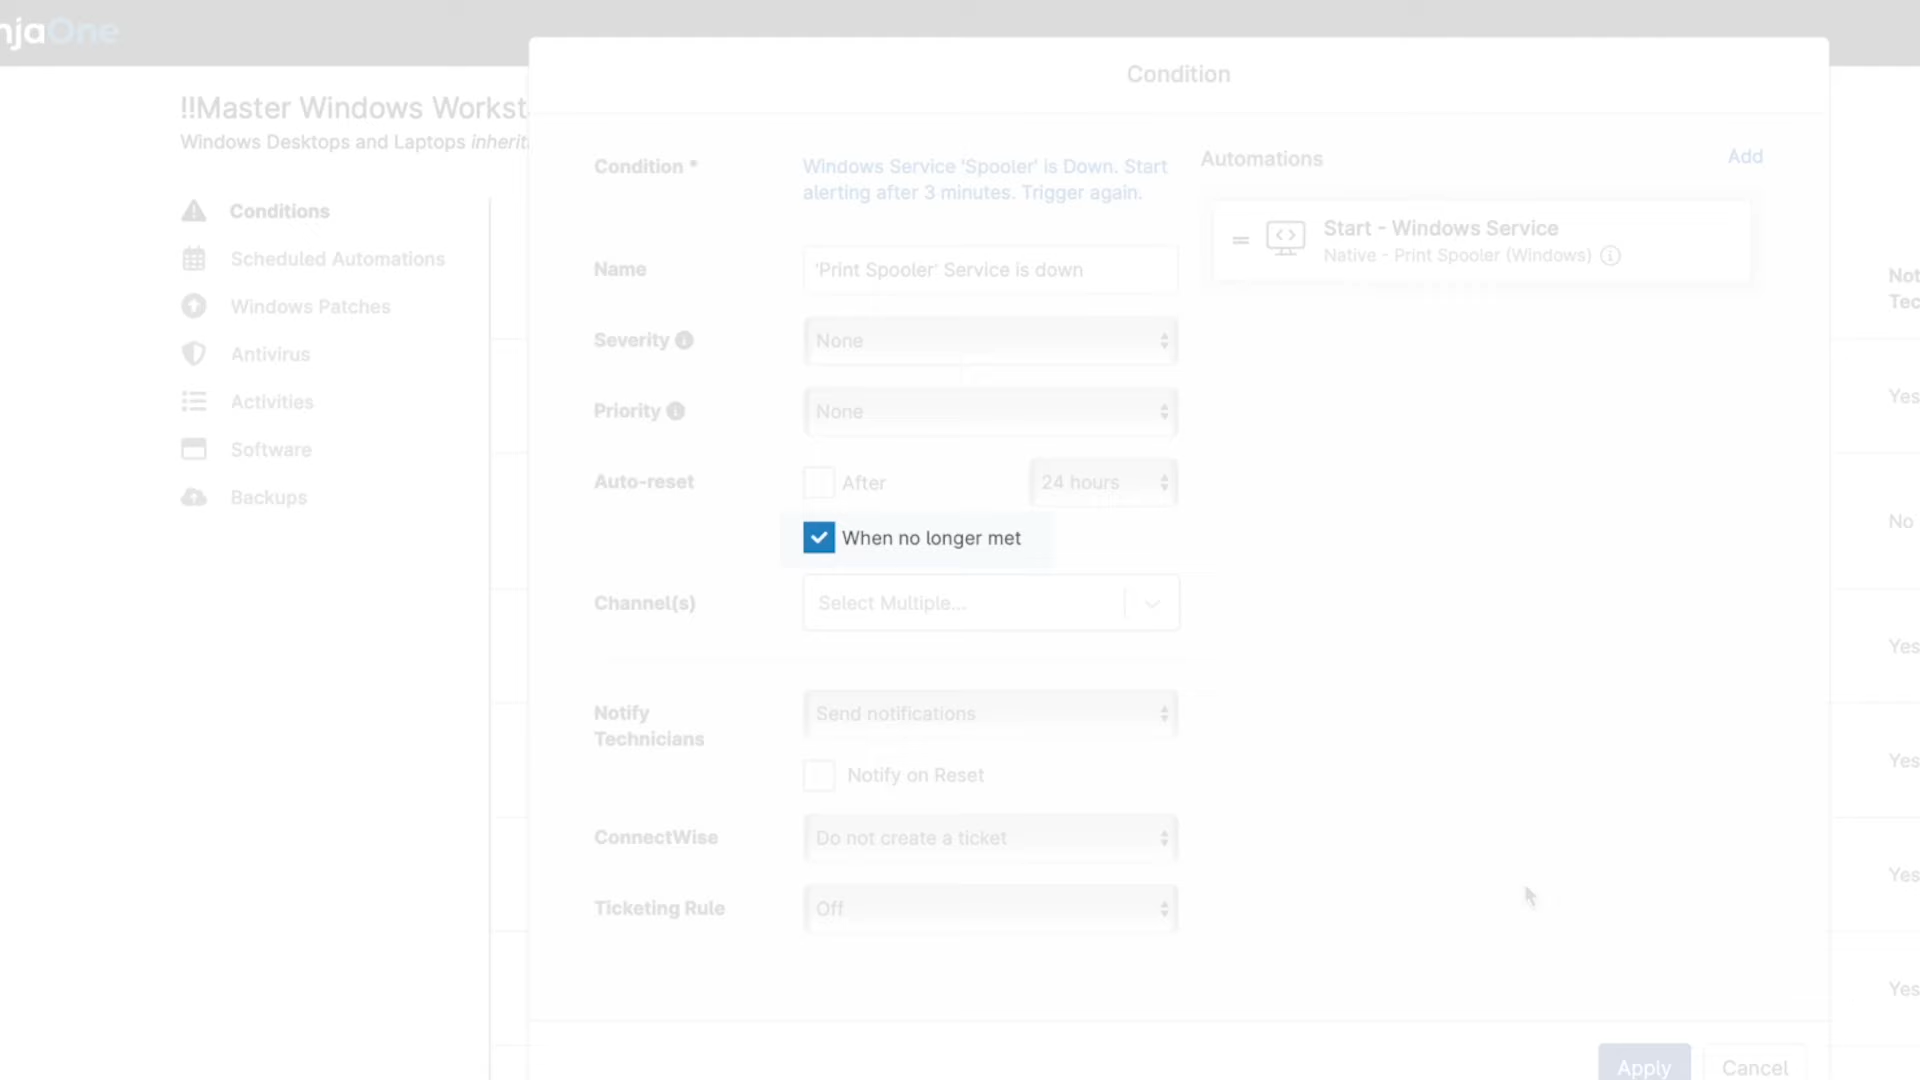 njaOne
!!Master Windows Workst
Windows Desktops and Laptops inherit
Conditions
Scheduled Automations
Windows Patches
Antivirus
Activities
Software
Backups
Condition
Condition *
Windows Service 'Spooler' is Down. Start
alerting after 3 minutes. Trigger again.
Name
'Print Spooler' Service is down
Severity
None
Priority
None
Auto-reset
After
24 hours
When no longer met
Channel(s)
Select Multiple...
Notify
Technicians
Send notifications
Notify on Reset
ConnectWise
Do not create a ticket
Ticketing Rule
Off
Automations
Add
Start - Windows Service
Native - Print Spooler (Windows)
Apply
Cancel
Not
Tec
Yes
No
Yes
Yes
Yes
Yes